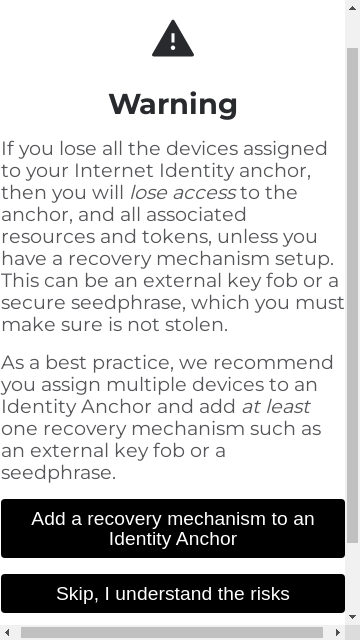 Warning
If you lose all the devices assigned
to your Internet Identity anchor,
then you will lose access to the
anchor, and all associated
resources and tokens, unless you
have a recovery mechanism setup.
This can be an external key fob or a
secure seedphrase, which you must
make sure is not stolen.
As a best practice, we recommend
you assign multiple devices to an
Identity Anchor and add at least
one recovery mechanism such as
an external key fob or a
seedphrase.
Add a recovery mechanism to an
Identity Anchor
Skip, I understand the risks